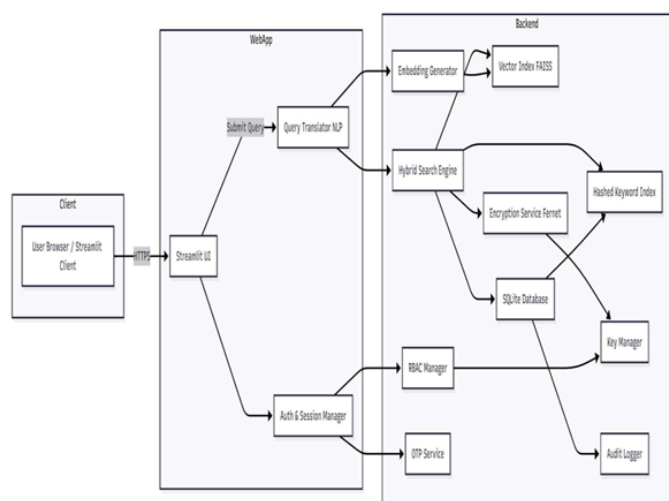 Backend
WebApp
Embedding Generator
Vector Index FAISS
Submit Query
Query Translator NLP
Hybrid Search Engine
Hashed Keyword Index
Client
Encryption Service Fernet
User Browser / Streamlit
Client
HTTPS
Streamlit UI
SQLite Database
Key Manager
RBAC Manager
Auth & Session Manager
OTP Service
Audit Logger